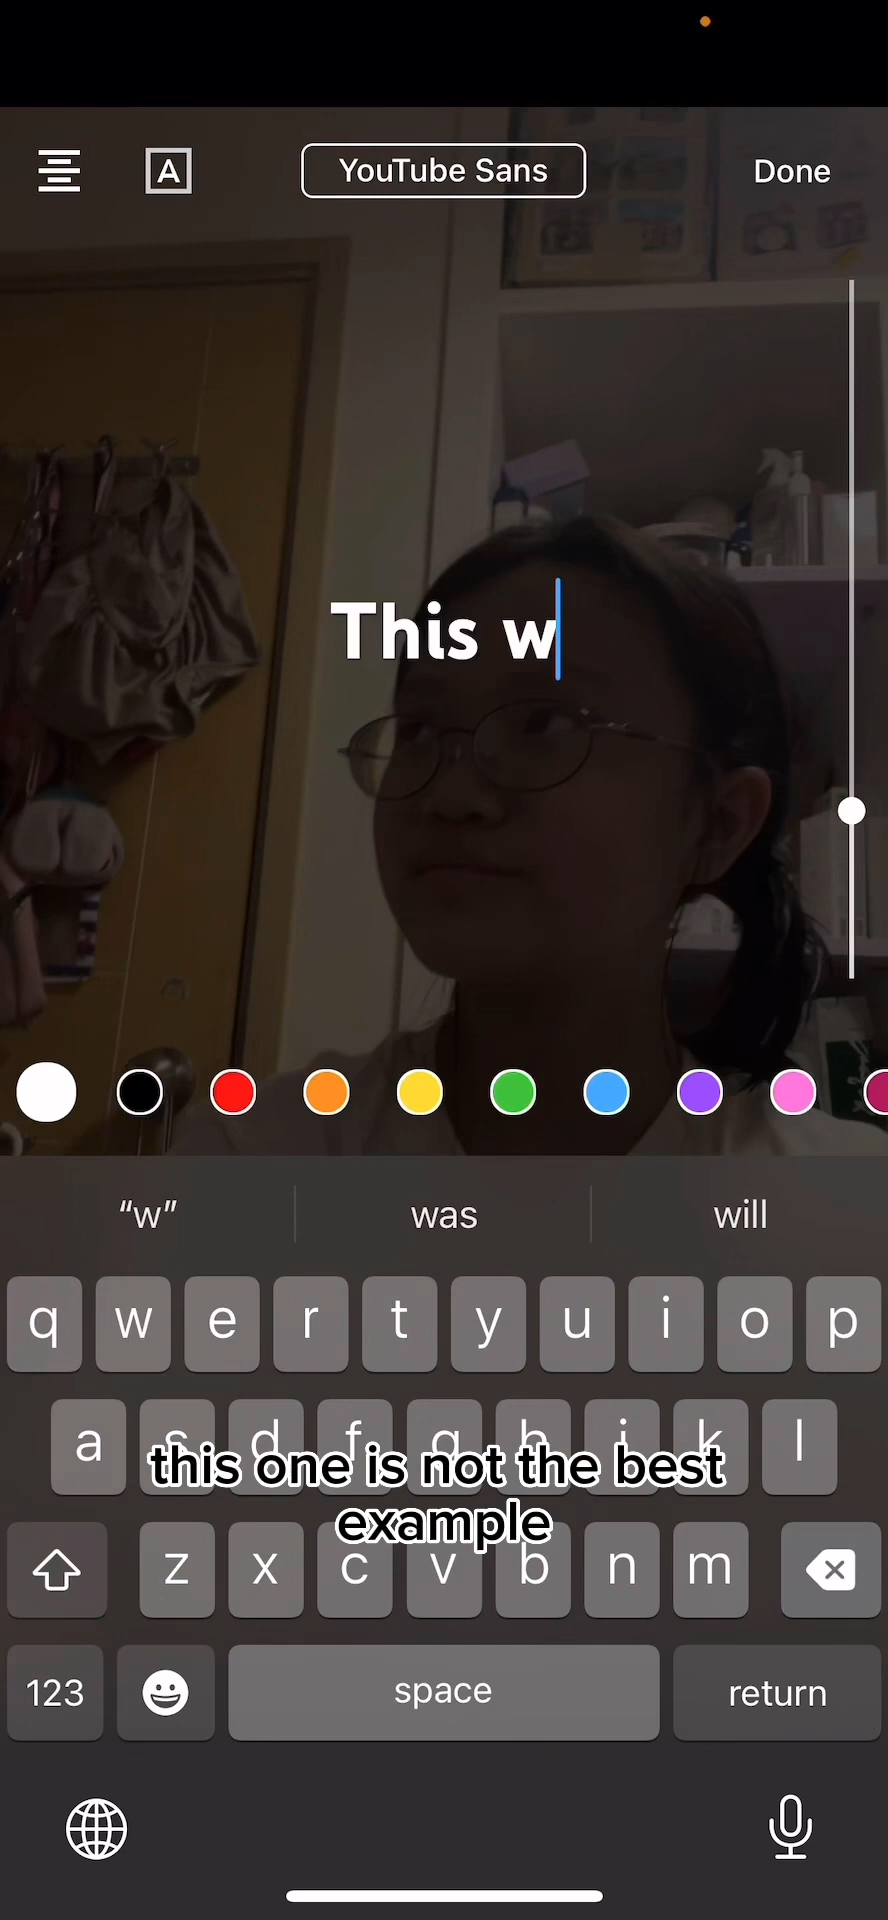 A YouTube Sans Done
This w
“w” was will
q w e r t y u i o p
a s d f g h j k l
this one is not the best
example
z x c v b n m
123 space return